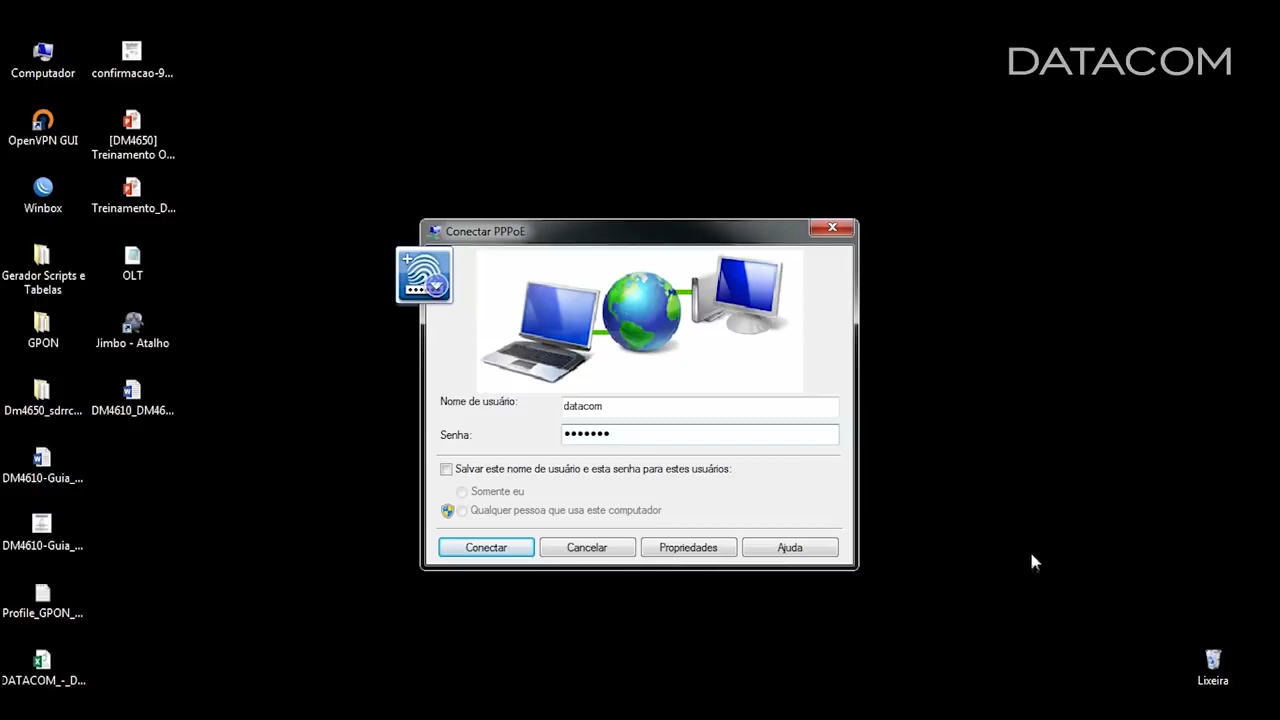 DATACOM
Computador
confirmacao-9...
OpenVPN GUI
[DM4650]
Treinamento O...
Winbox
Treinamento_D...
Gerador Scripts e
Tabelas
OLT
GPON
Jimbo - Atalho
Dm4650_sdrrc...
DM4610_DM46...
DM4610-Guia_...
DM4610-Guia_...
Profile_GPON_...
DATACOM_-_D...
Conectar PPPoE
Nome de usuário:
datacom
Senha:
•••••••
Salvar este nome de usuário e esta senha para estes usuários:
Somente eu
Qualquer pessoa que usa este computador
Conectar
Cancelar
Propriedades
Ajuda
Lixeira